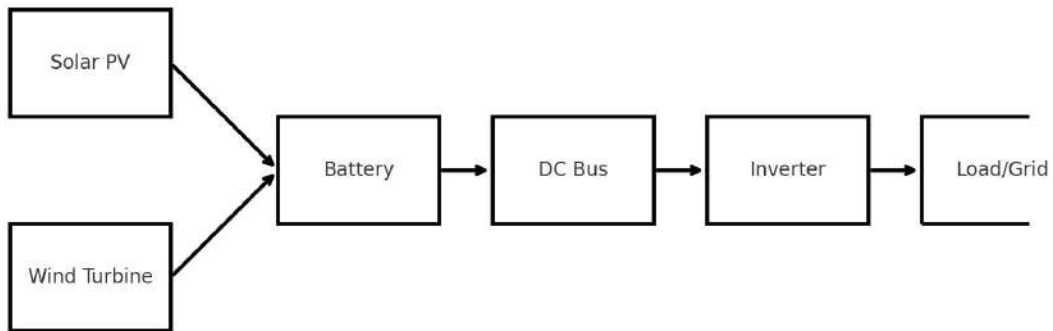 Solar PV
Wind Turbine
Battery
DC Bus
Inverter
Load/Grid